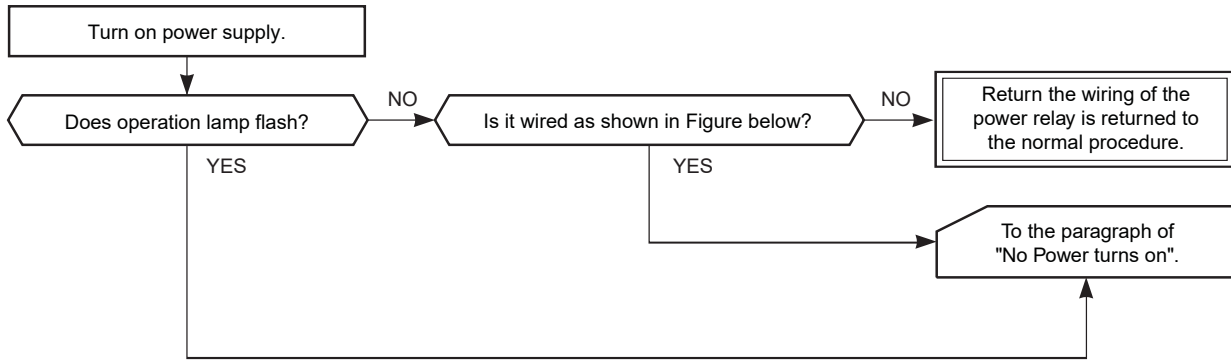 Turn on power supply.
Does operation lamp flash?
NO
Is it wired as shown in Figure below?
NO
Return the wiring of the
power relay is returned to
the normal procedure.
YES
YES
To the paragraph of
"No Power turns on".